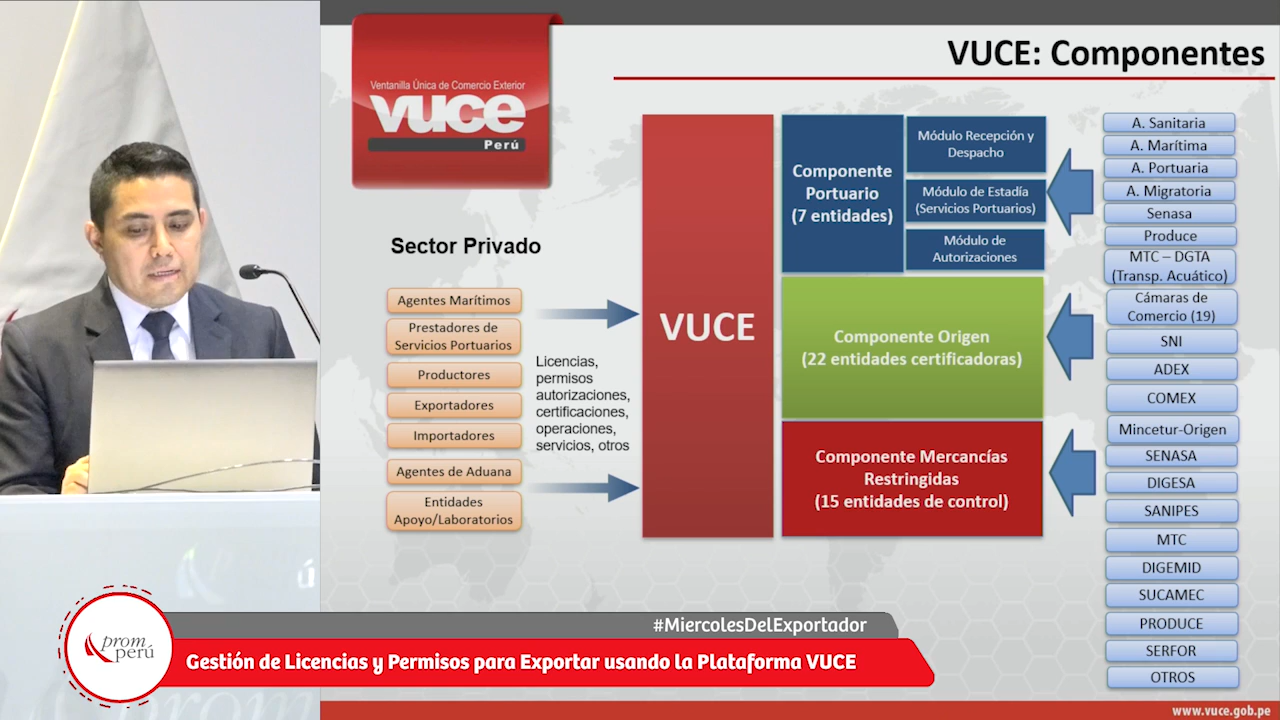 VUCE: Componentes
Ventanilla Única de Comercio Exterior
vuce
Perú
Sector Privado
Agentes Marítimos
Prestadores de
Servicios Portuarios
Productores
Exportadores
Importadores
Agentes de Aduana
Entidades
Apoyo/Laboratorios
Licencias,
permisos
autorizaciones,
certificaciones,
operaciones,
servicios, otros
VUCE
Componente
Portuario
(7 entidades)
Módulo Recepción y
Despacho
Módulo de Estadía
(Servicios Portuarios)
Módulo de
Autorizaciones
Componente Origen
(22 entidades certificadoras)
Componente Mercancías
Restringidas
(15 entidades de control)
A. Sanitaria
A. Marítima
A. Portuaria
A. Migratoria
Senasa
Produce
MTC – DGTA
(Transp. Acuático)
Cámaras de
Comercio (19)
SNI
ADEX
COMEX
Mincetur-Origen
SENASA
DIGESA
SANIPES
MTC
DIGEMID
SUCAMEC
PRODUCE
SERFOR
OTROS
#MiercolesDelExportador
prom
perú
Gestión de Licencias y Permisos para Exportar usando la Plataforma VUCE
www.vuce.gob.pe